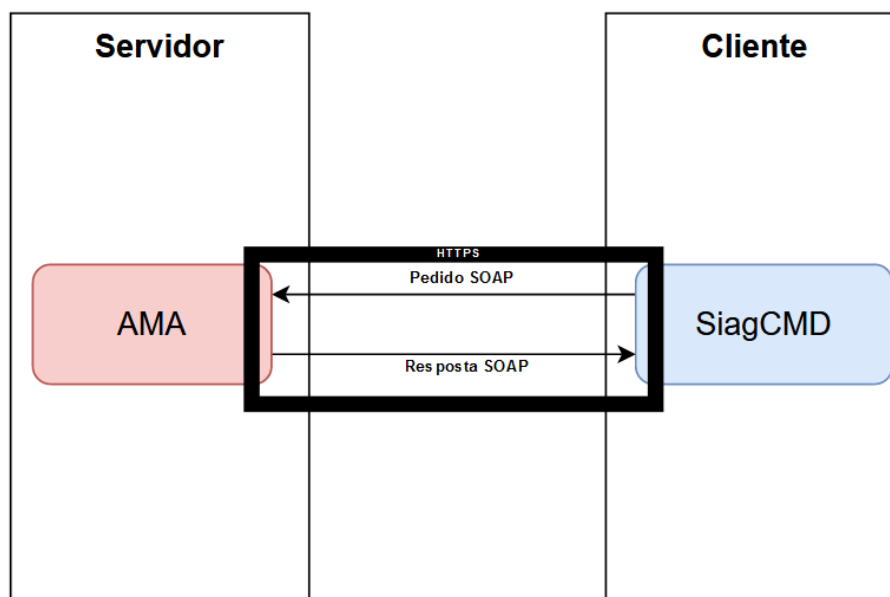 Servidor
Cliente
HTTPS
Pedido SOAP
AMA
SiagCMD
Resposta SOAP